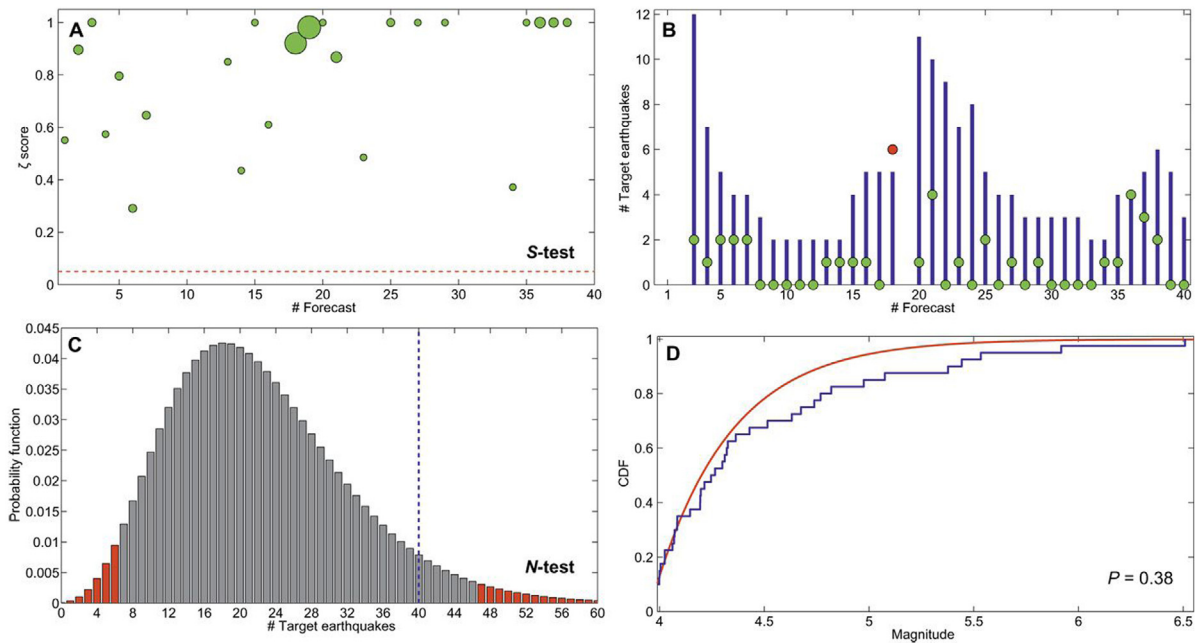 A
1
0.8
0.6
0.4
0.2
0
ζ score
S-test
5 10 15 20 25 30 35 40
# Forecast
B
12
10
8
6
4
2
0
# Target earthquakes
1 5 10 15 20 25 30 35 40
# Forecast
C
0.045
0.04
0.035
0.03
0.025
0.02
0.015
0.01
0.005
0
Probability function
N-test
0 4 8 12 16 20 24 28 32 36 40 44 48 52 56 60
# Target earthquakes
D
1
0.8
0.6
0.4
0.2
0
CDF
P = 0.38
4 4.5 5 5.5 6 6.5
Magnitude